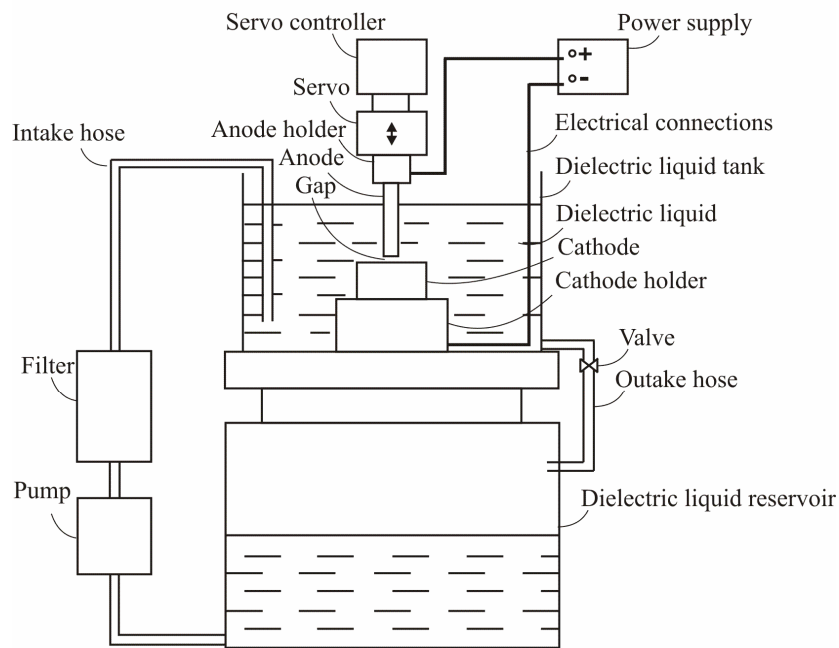 Servo controller
Power supply
+
-
Servo
Anode holder
Intake hose
Anode
Gap
Electrical connections
Dielectric liquid tank
Dielectric liquid
Cathode
Cathode holder
Valve
Filter
Outake hose
Pump
Dielectric liquid reservoir